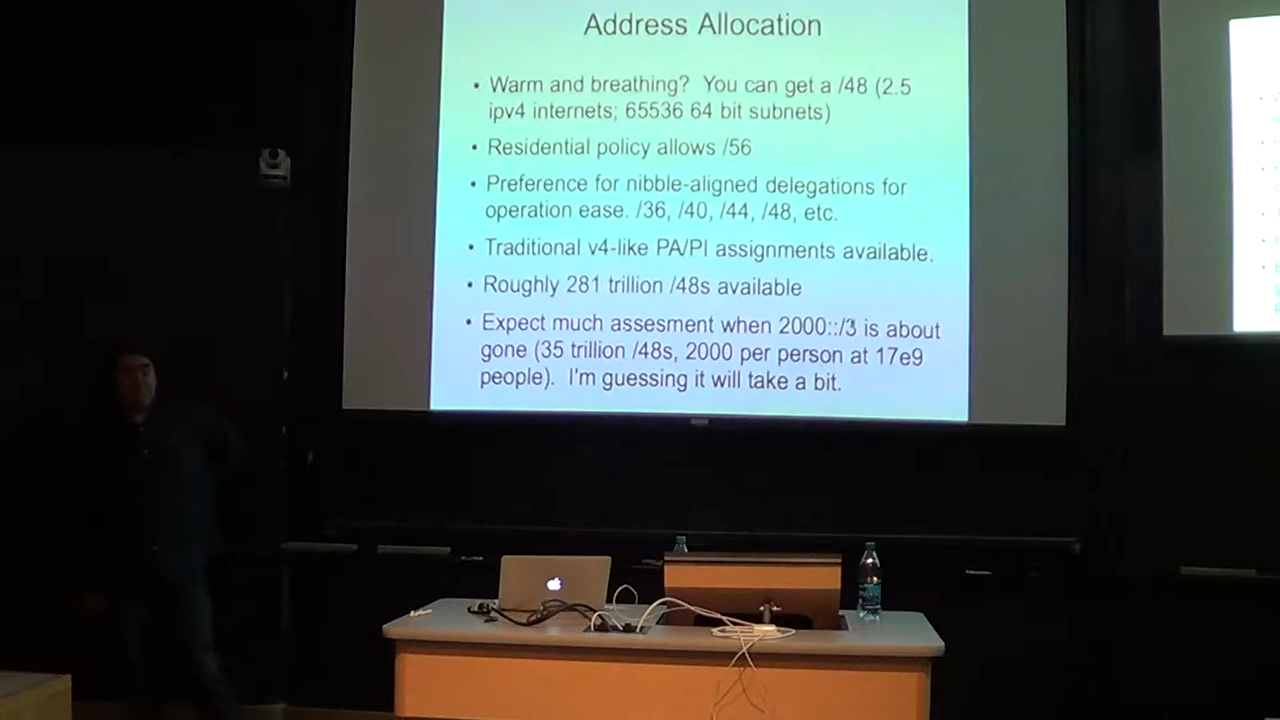 Address Allocation
• Warm and breathing? You can get a /48 (2.5
ipv4 internets; 65536 64 bit subnets)
• Residential policy allows /56
• Preference for nibble-aligned delegations for
operation ease. /36, /40, /44, /48, etc.
• Traditional v4-like PA/PI assignments available.
• Roughly 281 trillion /48s available
• Expect much assesment when 2000::/3 is about
gone (35 trillion /48s, 2000 per person at 17e9
people). I'm guessing it will take a bit.